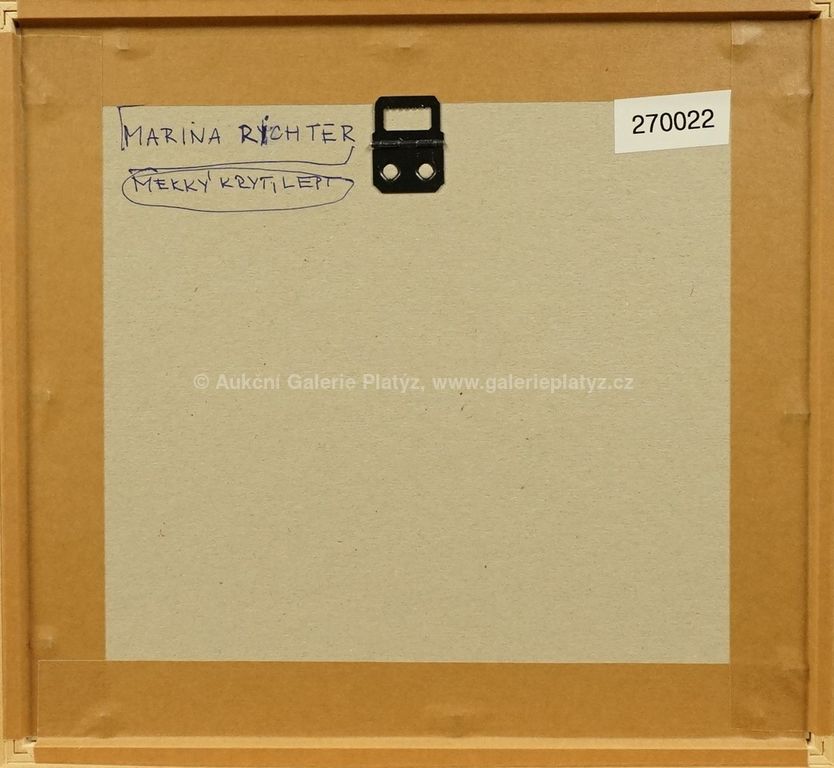 MARINA RICHTER
270022
MĚKKÝ KRYT, LEPT
© Aukční Galerie Platýz, www.galerieplatyz.cz